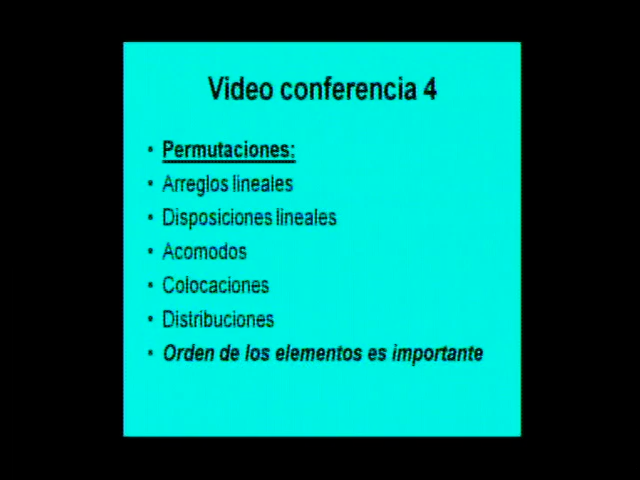 Video conferencia 4
• Permutaciones:
• Arreglos lineales
• Disposiciones lineales
• Acomodos
• Colocaciones
• Distribuciones
• Orden de los elementos es importante